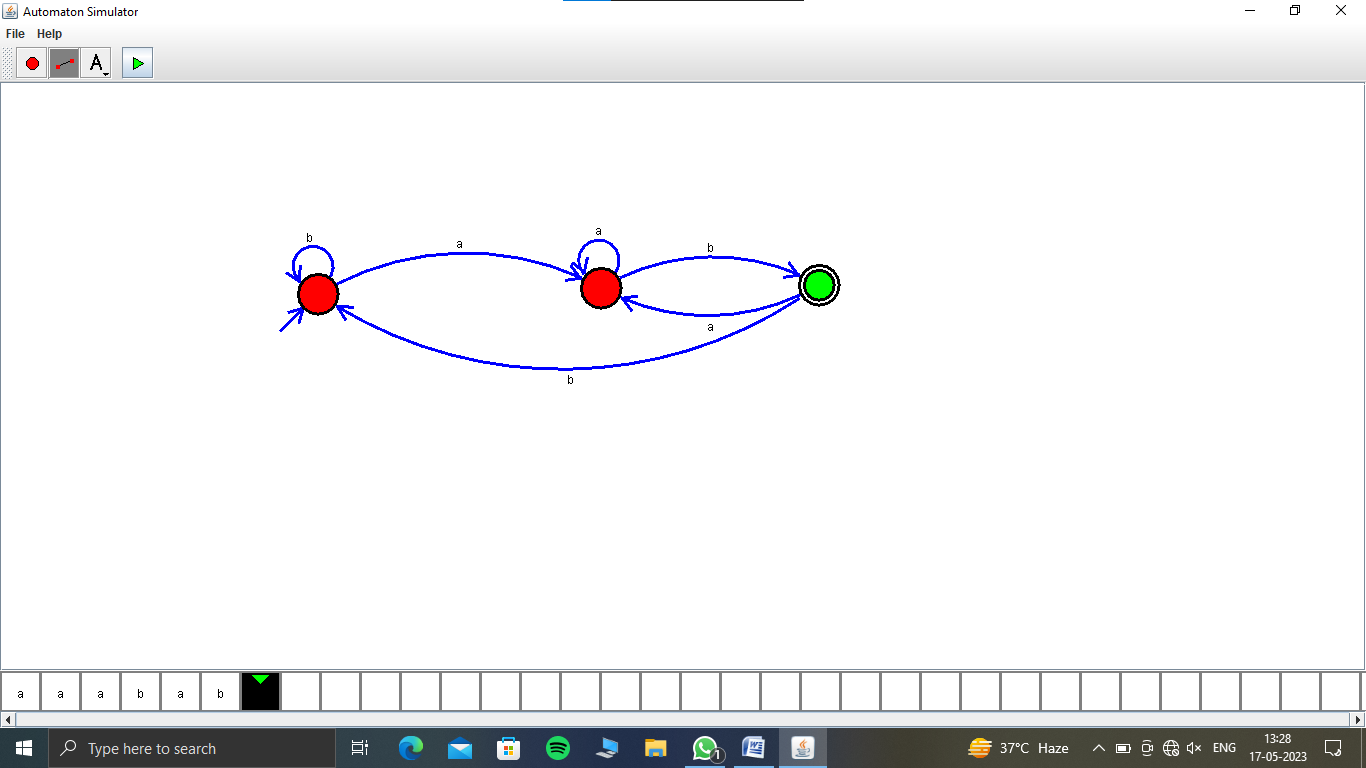 Automaton Simulator
File Help
A
b
a
a
b
a
b
a a a b a b
Type here to search
1
W
37°C Haze
ENG
13:28
17-05-2023